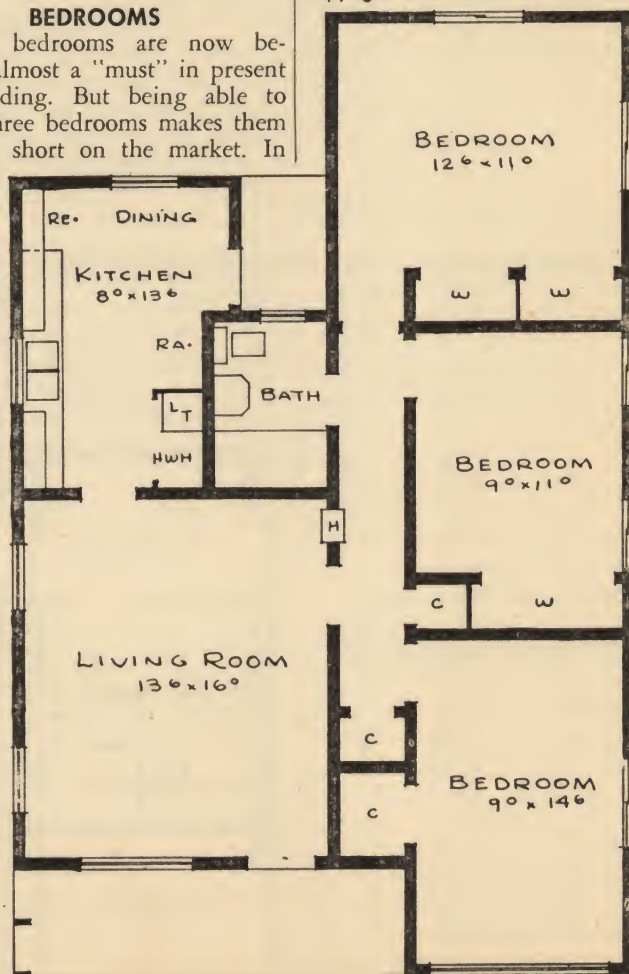 BEDROOMS
bedrooms are now be-
almost a "must" in present
ding. But being able to
hree bedrooms makes them
short on the market. In
BEDROOM
12⁶ x 11⁰
W W
Re. DINING
KITCHEN
8⁰ x 13⁶
RA.
LT
HWH
BATH
BEDROOM
9⁰ x 11⁰
H
C W
LIVING ROOM
13⁶ x 16⁰
C
C
BEDROOM
9⁰ x 14⁶